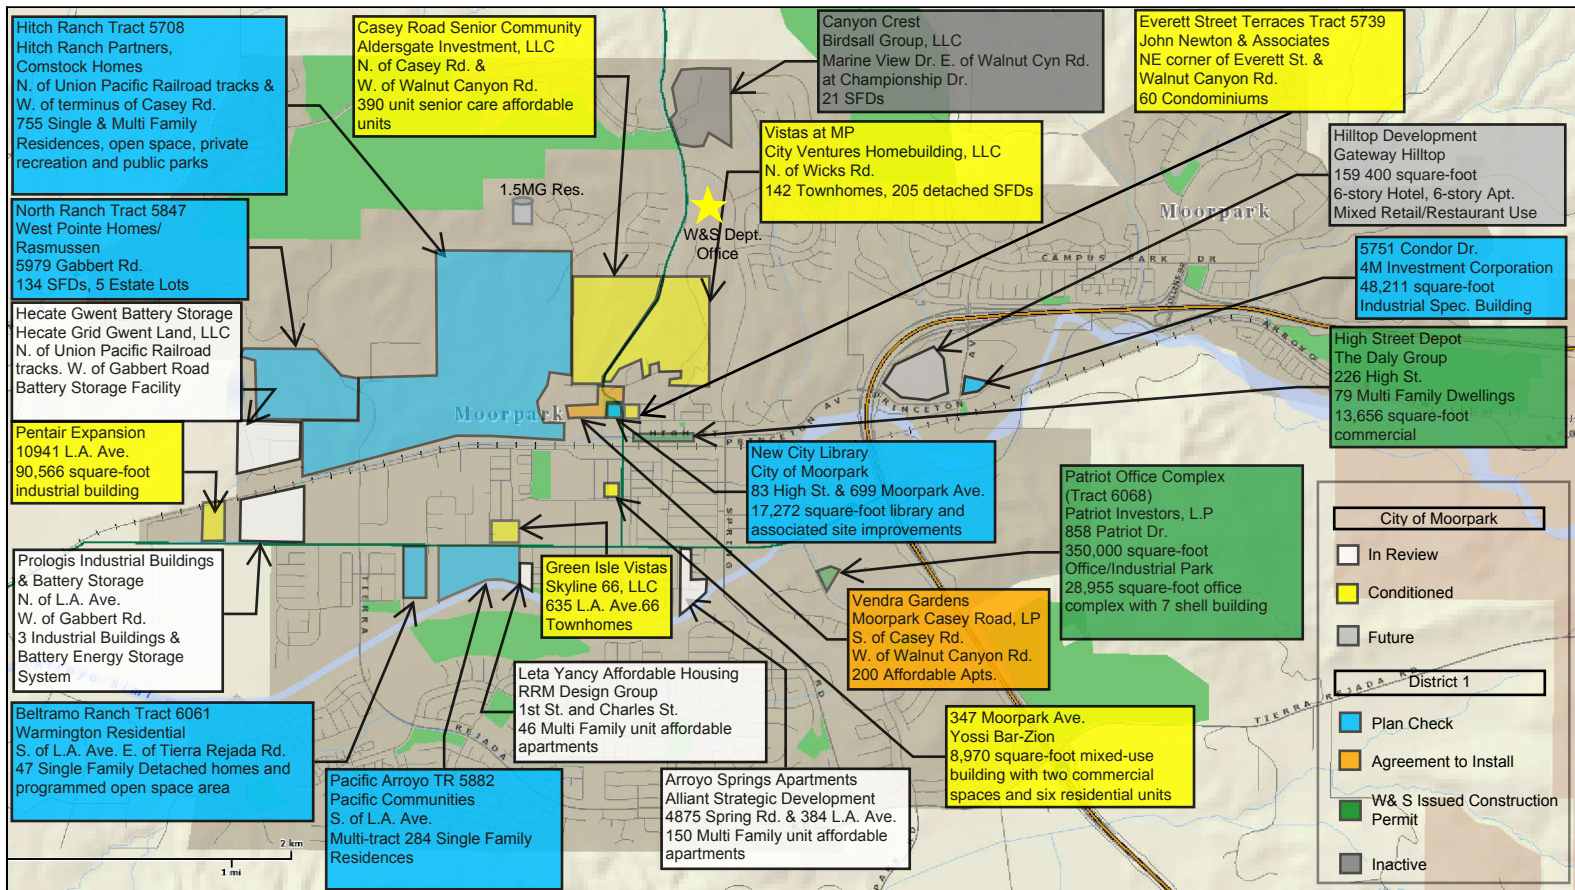 Hitch Ranch Tract 5708
Hitch Ranch Partners,
Comstock Homes
N. of Union Pacific Railroad tracks &
W. of terminus of Casey Rd.
755 Single & Multi Family
Residences, open space, private
recreation and public parks
Casey Road Senior Community
Aldersgate Investment, LLC
N. of Casey Rd. &
W. of Walnut Canyon Rd.
390 unit senior care affordable
units
Canyon Crest
Birdsall Group, LLC
Marine View Dr. E. of Walnut Cyn Rd.
at Championship Dr.
21 SFDs
Everett Street Terraces Tract 5739
John Newton & Associates
NE corner of Everett St. &
Walnut Canyon Rd.
60 Condominiums
Vistas at MP
City Ventures Homebuilding, LLC
N. of Wicks Rd.
142 Townhomes, 205 detached SFDs
Hilltop Development
Gateway Hilltop
159 400 square-foot
6-story Hotel, 6-story Apt.
Mixed Retail/Restaurant Use
1.5MG Res.
W&S Dept.
Office
Moorpark
CAMPUS PARK DR
COLLINS DR
North Ranch Tract 5847
West Pointe Homes/
Rasmussen
5979 Gabbert Rd.
134 SFDs, 5 Estate Lots
5751 Condor Dr.
4M Investment Corporation
48,211 square-foot
Industrial Spec. Building
Hecate Gwent Battery Storage
Hecate Grid Gwent Land, LLC
N. of Union Pacific Railroad
tracks. W. of Gabbert Road
Battery Storage Facility
High Street Depot
The Daly Group
226 High St.
79 Multi Family Dwellings
13,656 square-foot
commercial
ARROYO
AV
PRINCETON
Moorpark
HIGH ST
PRINCETON AV
Pentair Expansion
10941 L.A. Ave.
90,566 square-foot
industrial building
New City Library
City of Moorpark
83 High St. & 699 Moorpark Ave.
17,272 square-foot library and
associated site improvements
Patriot Office Complex
(Tract 6068)
Patriot Investors, L.P
858 Patriot Dr.
350,000 square-foot
Office/Industrial Park
28,955 square-foot office
complex with 7 shell building
City of Moorpark
In Review
Conditioned
Future
District 1
Plan Check
Agreement to Install
W& S Issued Construction
Permit
Inactive
Prologis Industrial Buildings
& Battery Storage
N. of L.A. Ave.
W. of Gabbert Rd.
3 Industrial Buildings &
Battery Energy Storage
System
Green Isle Vistas
Skyline 66, LLC
635 L.A. Ave.66
Townhomes
Vendra Gardens
Moorpark Casey Road, LP
S. of Casey Rd.
W. of Walnut Canyon Rd.
200 Affordable Apts.
SPRING
RD
TIERRA
REJADA
TIERRA REJADA RD
Arroyo Simi
Leta Yancy Affordable Housing
RRM Design Group
1st St. and Charles St.
46 Multi Family unit affordable
apartments
Beltramo Ranch Tract 6061
Warmington Residential
S. of L.A. Ave. E. of Tierra Rejada Rd.
47 Single Family Detached homes and
programmed open space area
347 Moorpark Ave.
Yossi Bar-Zion
8,970 square-foot mixed-use
building with two commercial
spaces and six residential units
Pacific Arroyo TR 5882
Pacific Communities
S. of L.A. Ave.
Multi-tract 284 Single Family
Residences
Arroyo Springs Apartments
Alliant Strategic Development
4875 Spring Rd. & 384 L.A. Ave.
150 Multi Family unit affordable
apartments
2 km
1 mi